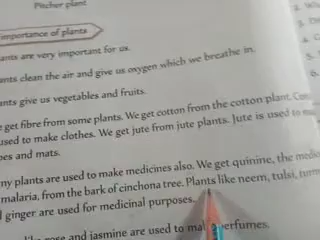 Pitcher plant
importance of plants
ants are very important for us.
ants clean the air and give us oxygen which we breathe in.
ants give us vegetables and fruits.
get fibre from some plants. We get cotton from the cotton plant.
used to make clothes. We get jute from jute plants. Jute is used to
pes and mats.
ny plants are used to make medicines also. We get quinine, the
malaria, from the bark of cinchona tree. Plants like neem, tulsi,
ginger are used for medicinal purposes.
rose and jasmine are used to perfumes.